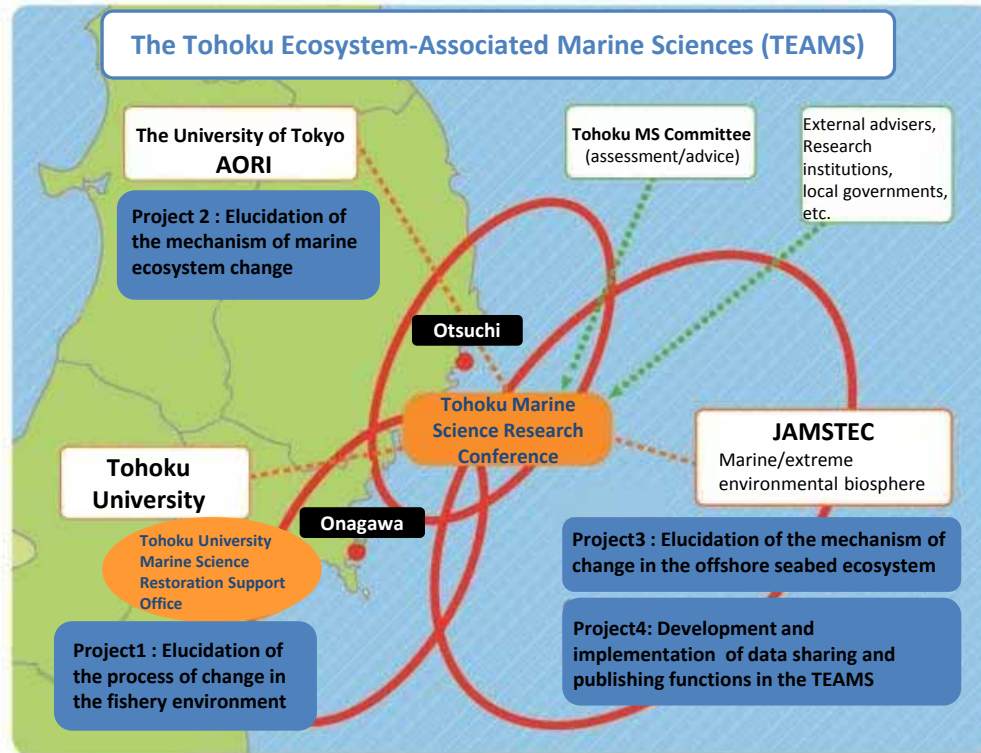 The Tohoku Ecosystem-Associated Marine Sciences (TEAMS)
The University of Tokyo
AORI
Project 2 : Elucidation of
the mechanism of marine
ecosystem change
Tohoku MS Committee
(assessment/advice)
External advisers,
Research
institutions,
local governments,
etc.
Otsuchi
Tohoku Marine
Science Research
Conference
JAMSTEC
Marine/extreme
environmental biosphere
Tohoku
University
Onagawa
Tohoku University
Marine Science
Restoration Support
Office
Project3 : Elucidation of the mechanism of
change in the offshore seabed ecosystem
Project1 : Elucidation of
the process of change in
the fishery environment
Project4: Development and
implementation of data sharing and
publishing functions in the TEAMS